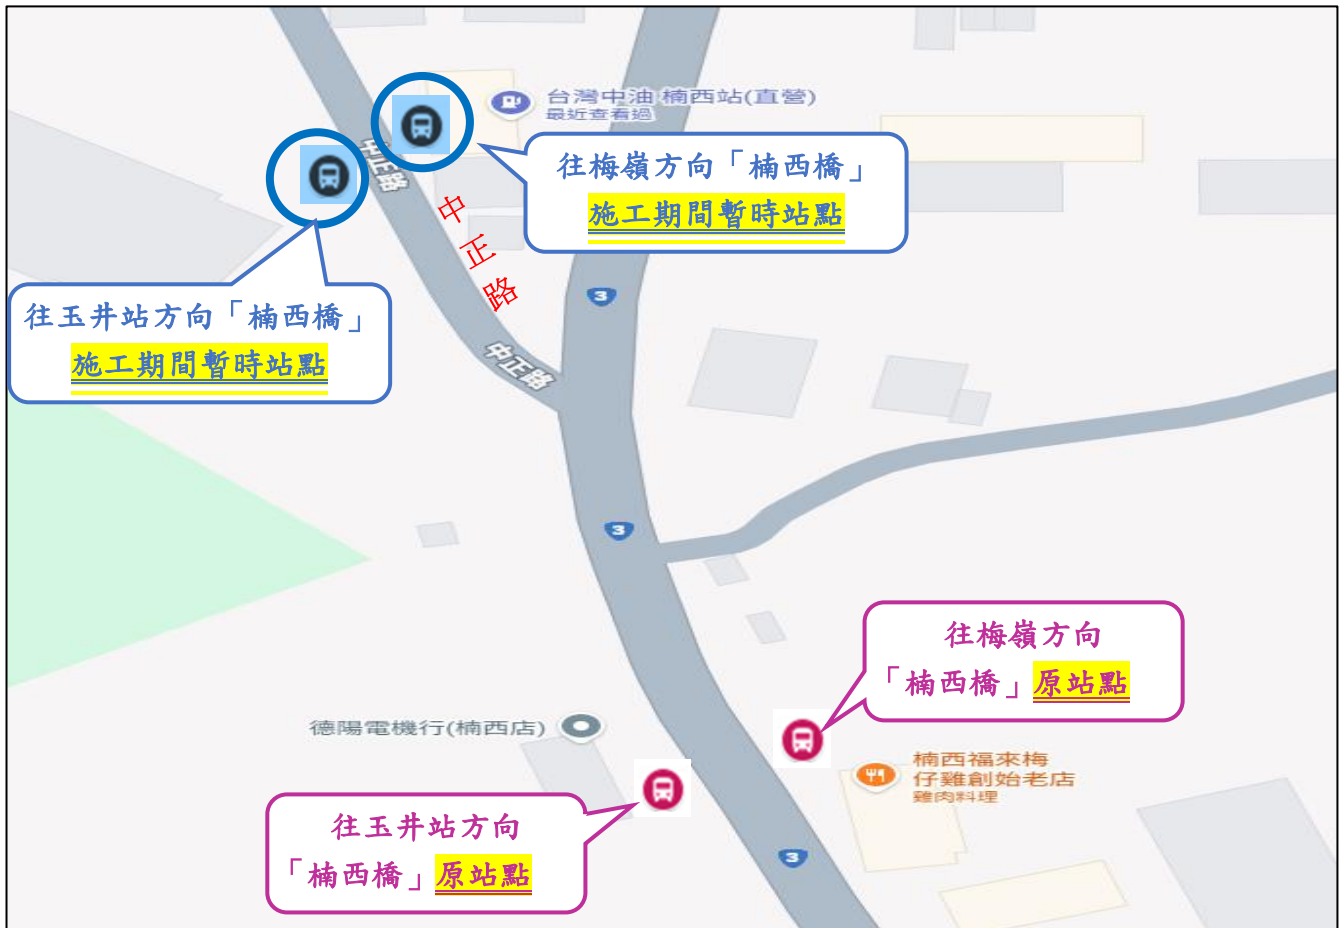 台灣中油 楠西站(直營)
最近查看過
往梅嶺方向「楠西橋」
施工期間暫時站點
中正路
中
正
路
往玉井站方向「楠西橋」
施工期間暫時站點
3
中正路
3
往梅嶺方向
「楠西橋」原站點
德陽電機行(楠西店)
楠西福來梅
仔雞創始老店
雞肉料理
往玉井站方向
「楠西橋」原站點
3